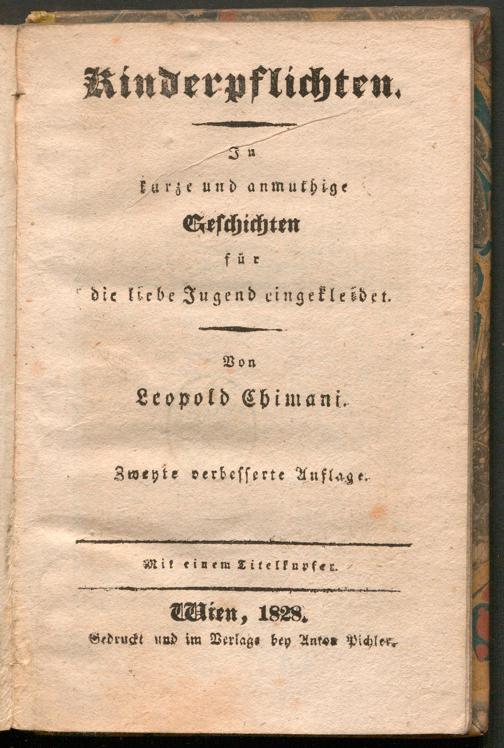 Kinderpflichten.
In
kurze und anmuthige
Geschichten
für
die liebe Jugend eingekleidet.
Von
Leopold Chimani.
Zweyte verbesserte Auflage.
Mit einem Titelkupfer.
Wien, 1828.
Gedruckt und im Verlage bey Anton Pichler.